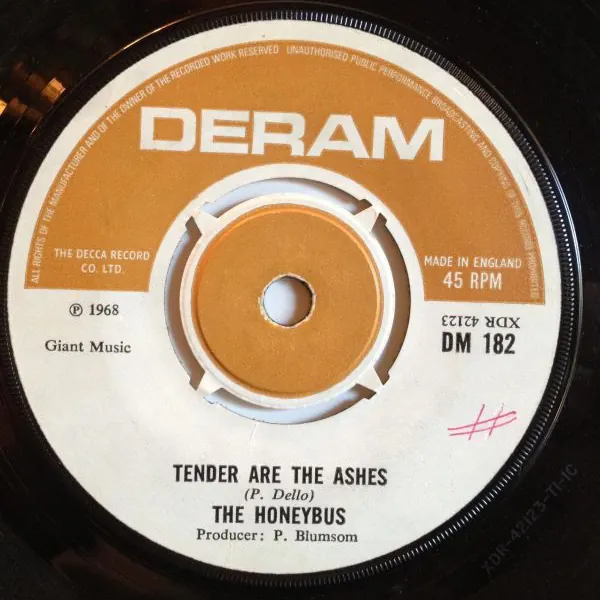 ALL RIGHTS OF THE MANUFACTURER AND OF THE OWNER OF THE RECORDED WORK RESERVED UNAUTHORISED PUBLIC PERFORMANCE BROADCASTING AND COPYING OF THIS RECORD PROHIBITED
DERAM
THE DECCA RECORD
CO. LTD.
MADE IN ENGLAND
45 RPM
℗ 1968
XDR 42123
Giant Music
DM 182
TENDER ARE THE ASHES
(P. Dello)
THE HONEYBUS
Producer: P. Blumsom
XDR-42123-T1-1C